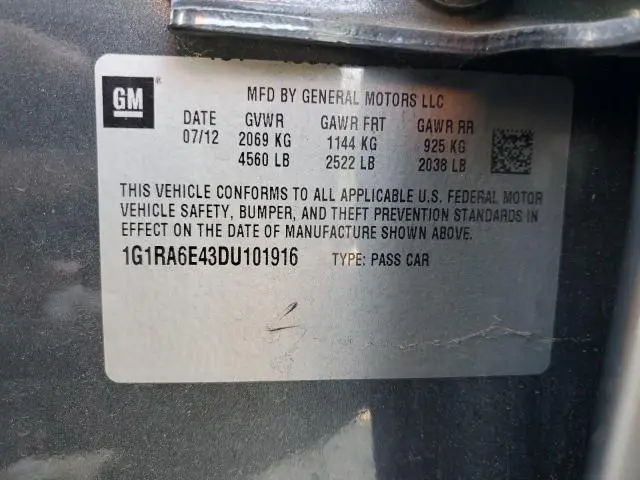 GM
MFD BY GENERAL MOTORS LLC
DATE GVWR GAWR FRT GAWR RR
07/12 2069 KG 1144 KG 925 KG
4560 LB 2522 LB 2038 LB
THIS VEHICLE CONFORMS TO ALL APPLICABLE U.S. FEDERAL MOTOR
VEHICLE SAFETY, BUMPER, AND THEFT PREVENTION STANDARDS IN
EFFECT ON THE DATE OF MANUFACTURE SHOWN ABOVE.
1G1RA6E43DU101916 TYPE: PASS CAR